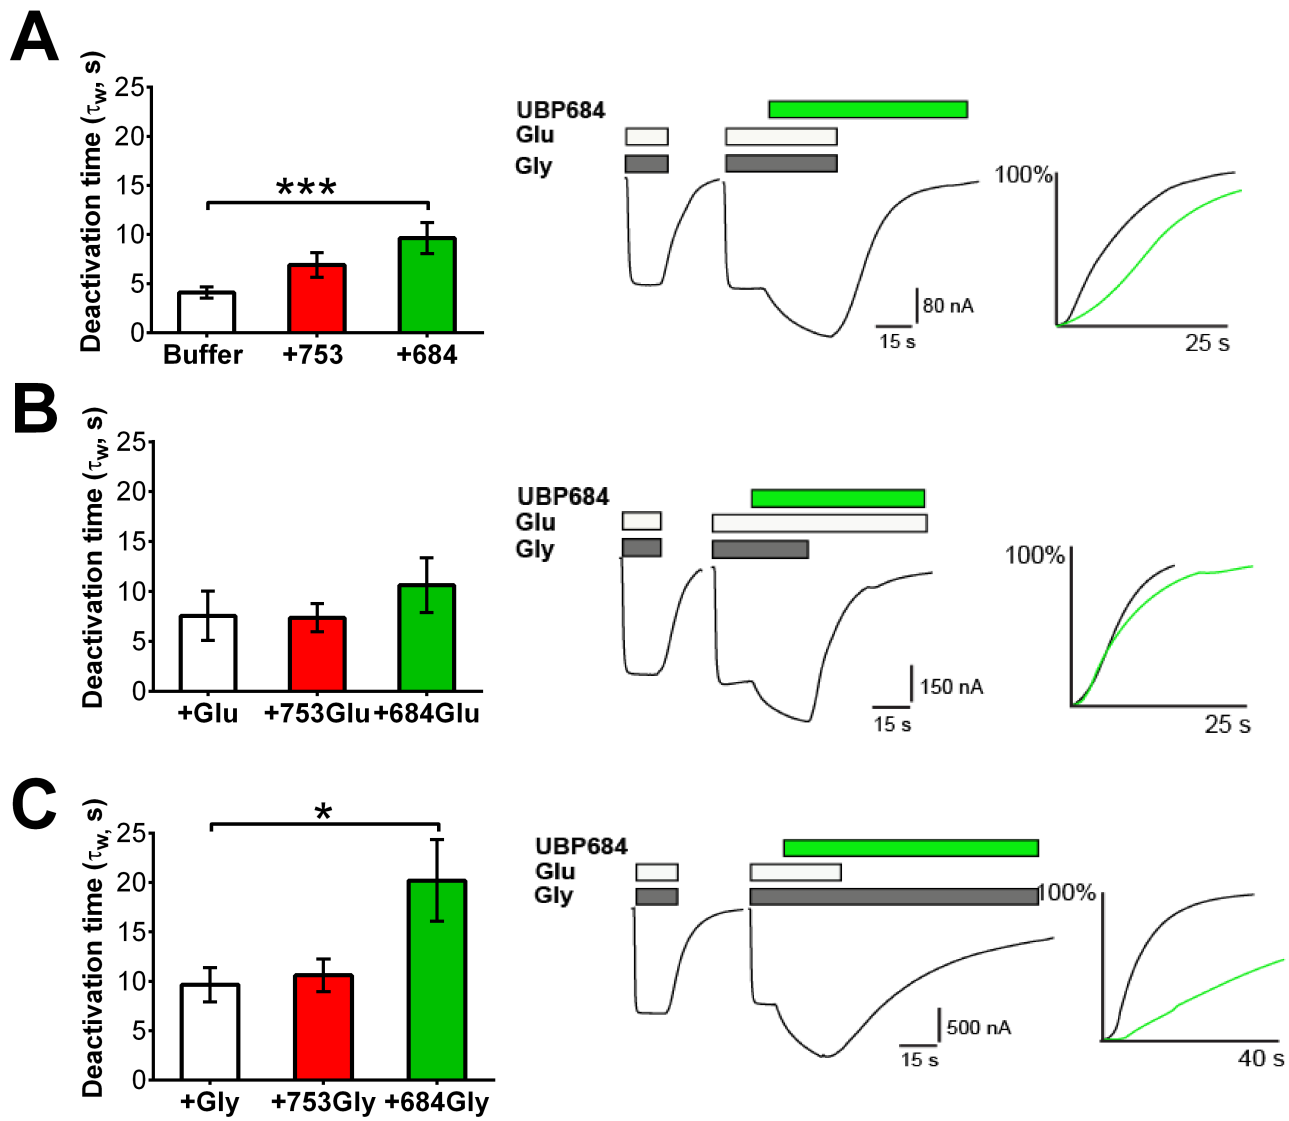 A
Deactivation time (τw, s)
25
20
15
10
5
0
***
Buffer
+753
+684
UBP684
Glu
Gly
80 nA
15 s
100%
25 s
B
Deactivation time (τw, s)
25
20
15
10
5
0
+Glu
+753Glu
+684Glu
UBP684
Glu
Gly
150 nA
15 s
100%
25 s
C
Deactivation time (τw, s)
25
20
15
10
5
0
*
+Gly
+753Gly
+684Gly
UBP684
Glu
Gly
500 nA
15 s
100%
40 s